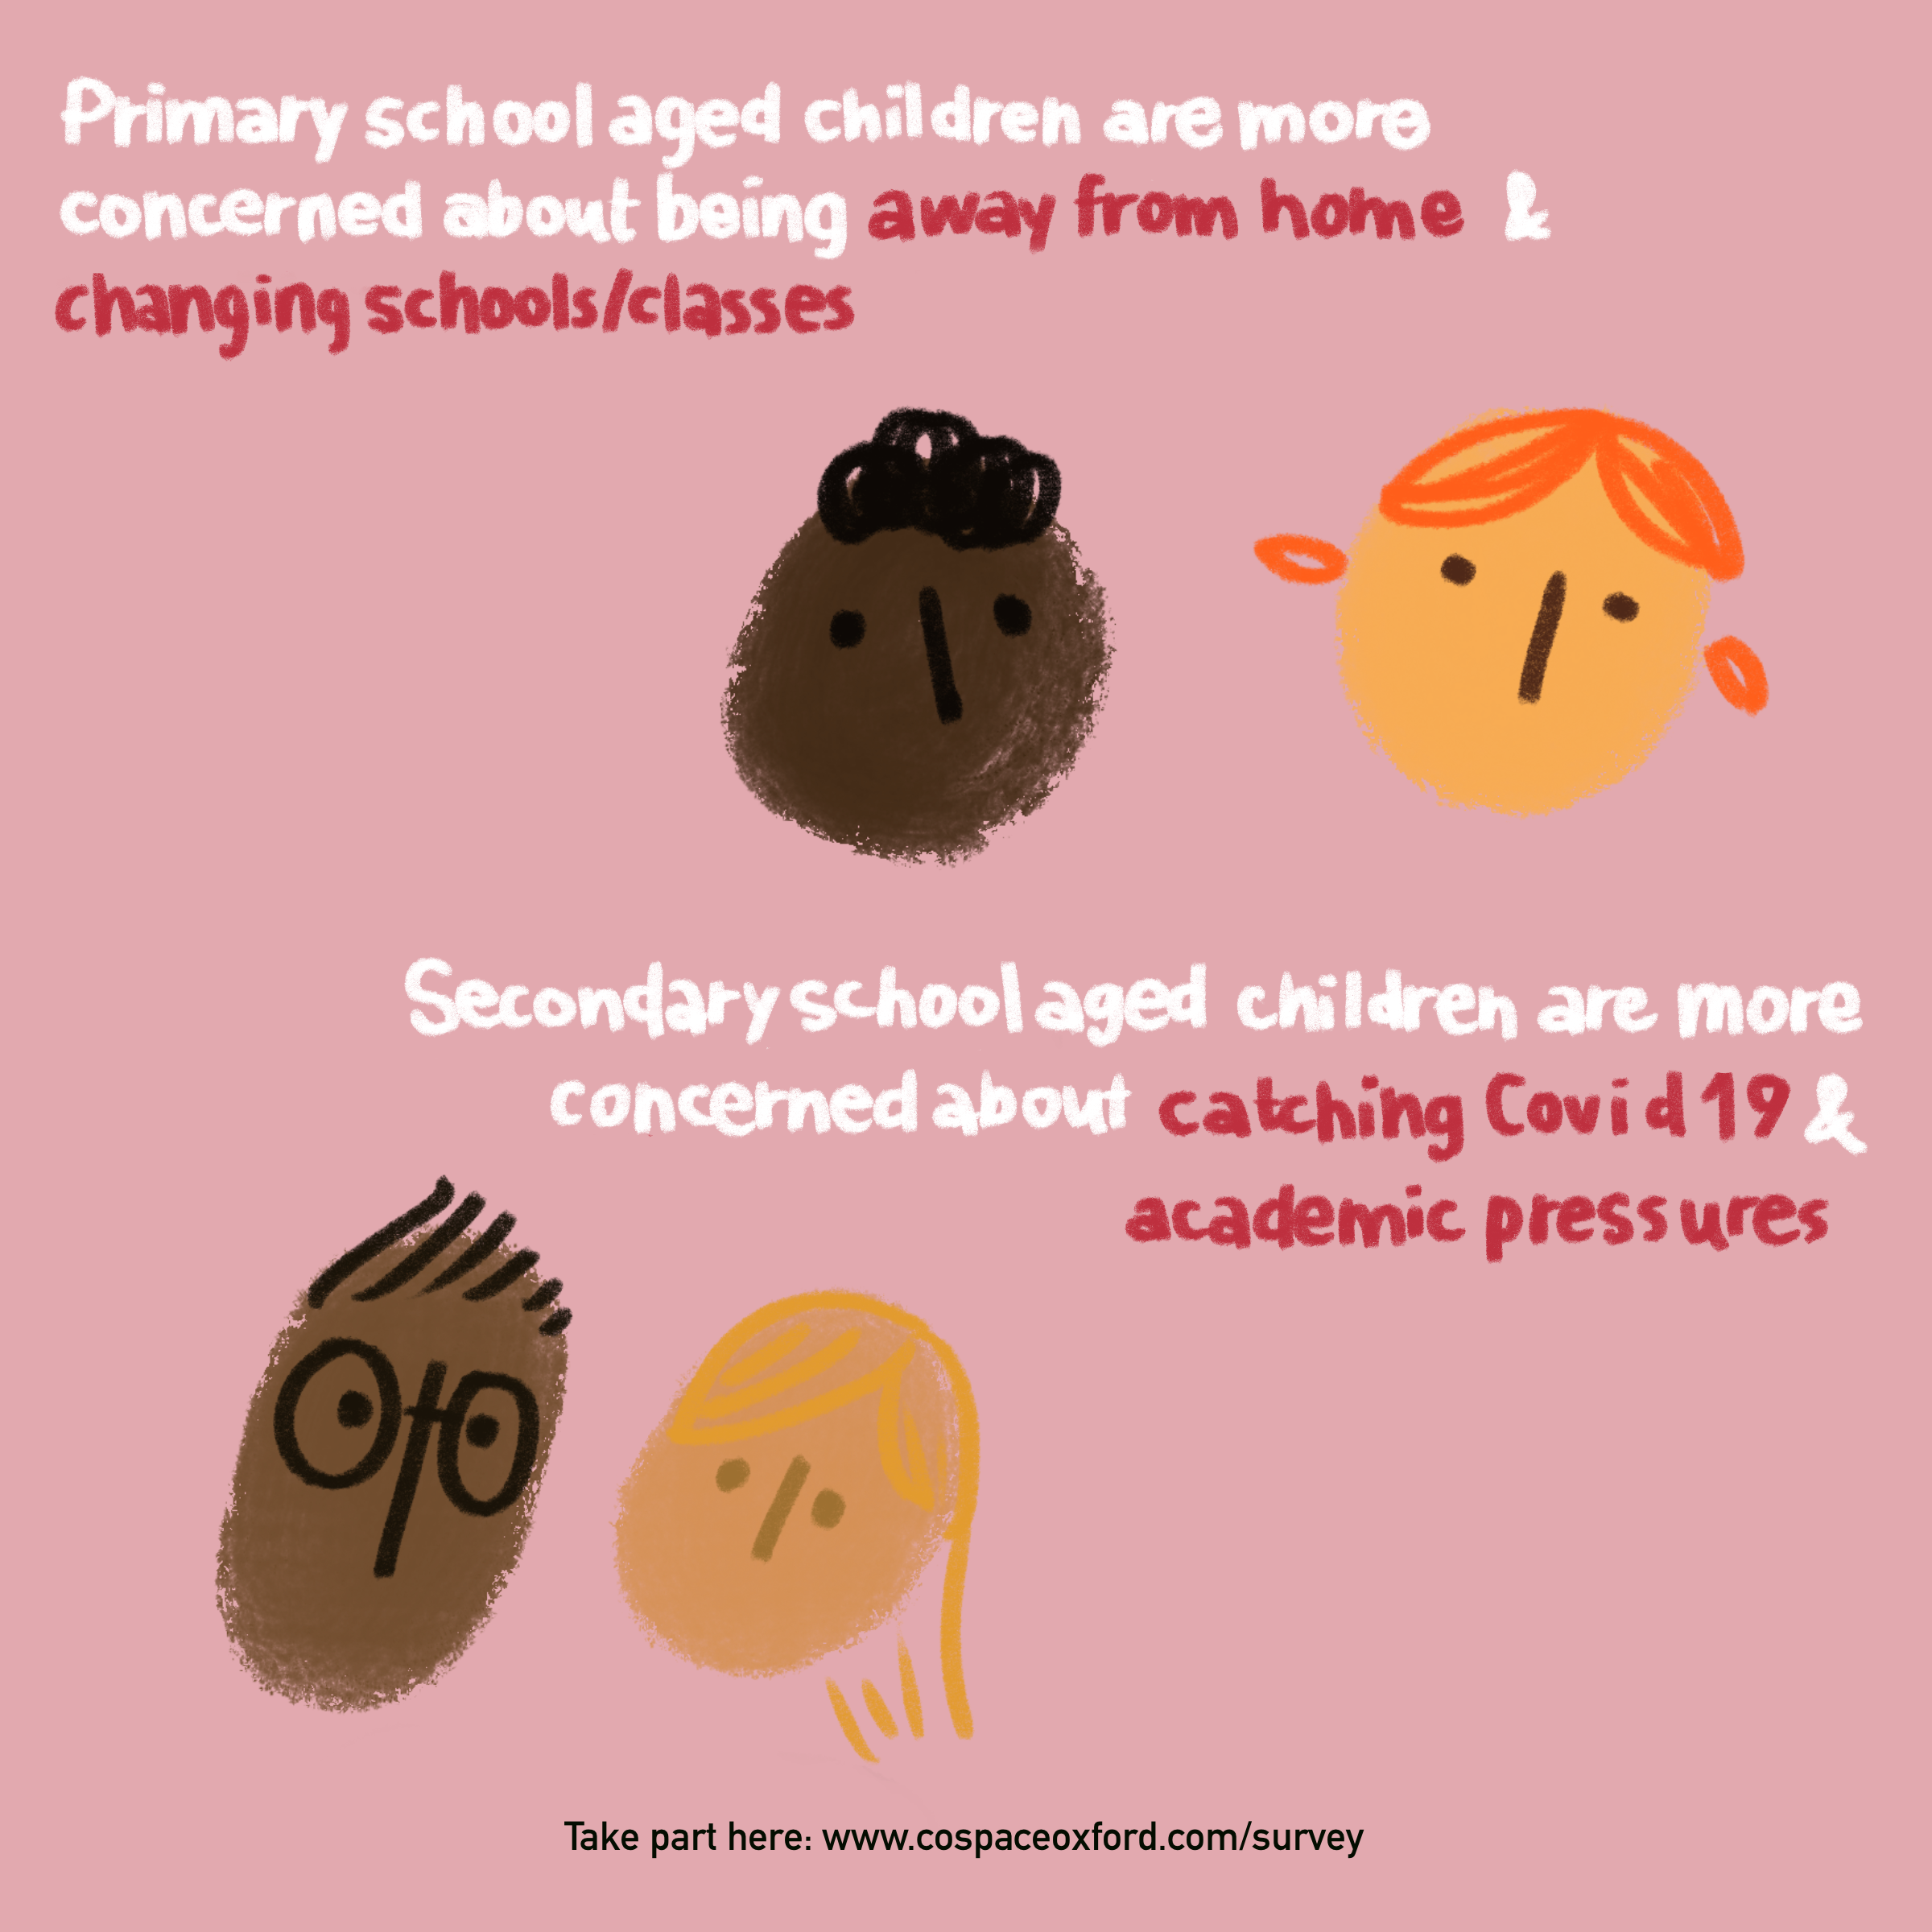 Primary school aged children are more
concerned about being away from home &
changing schools/classes
Secondary school aged children are more
concerned about catching Covid 19 &
academic pressures
Take part here: www.cospaceoxford.com/survey